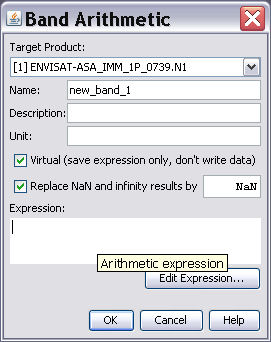 Band Arithmetic
Target Product:
[1] ENVISAT-ASA_IMM_1P_0739.N1
Name: new_band_1
Description:
Unit:
Virtual (save expression only, don't write data)
Replace NaN and infinity results by NaN
Expression:
Arithmetic expression
Edit Expression...
OK Cancel Help